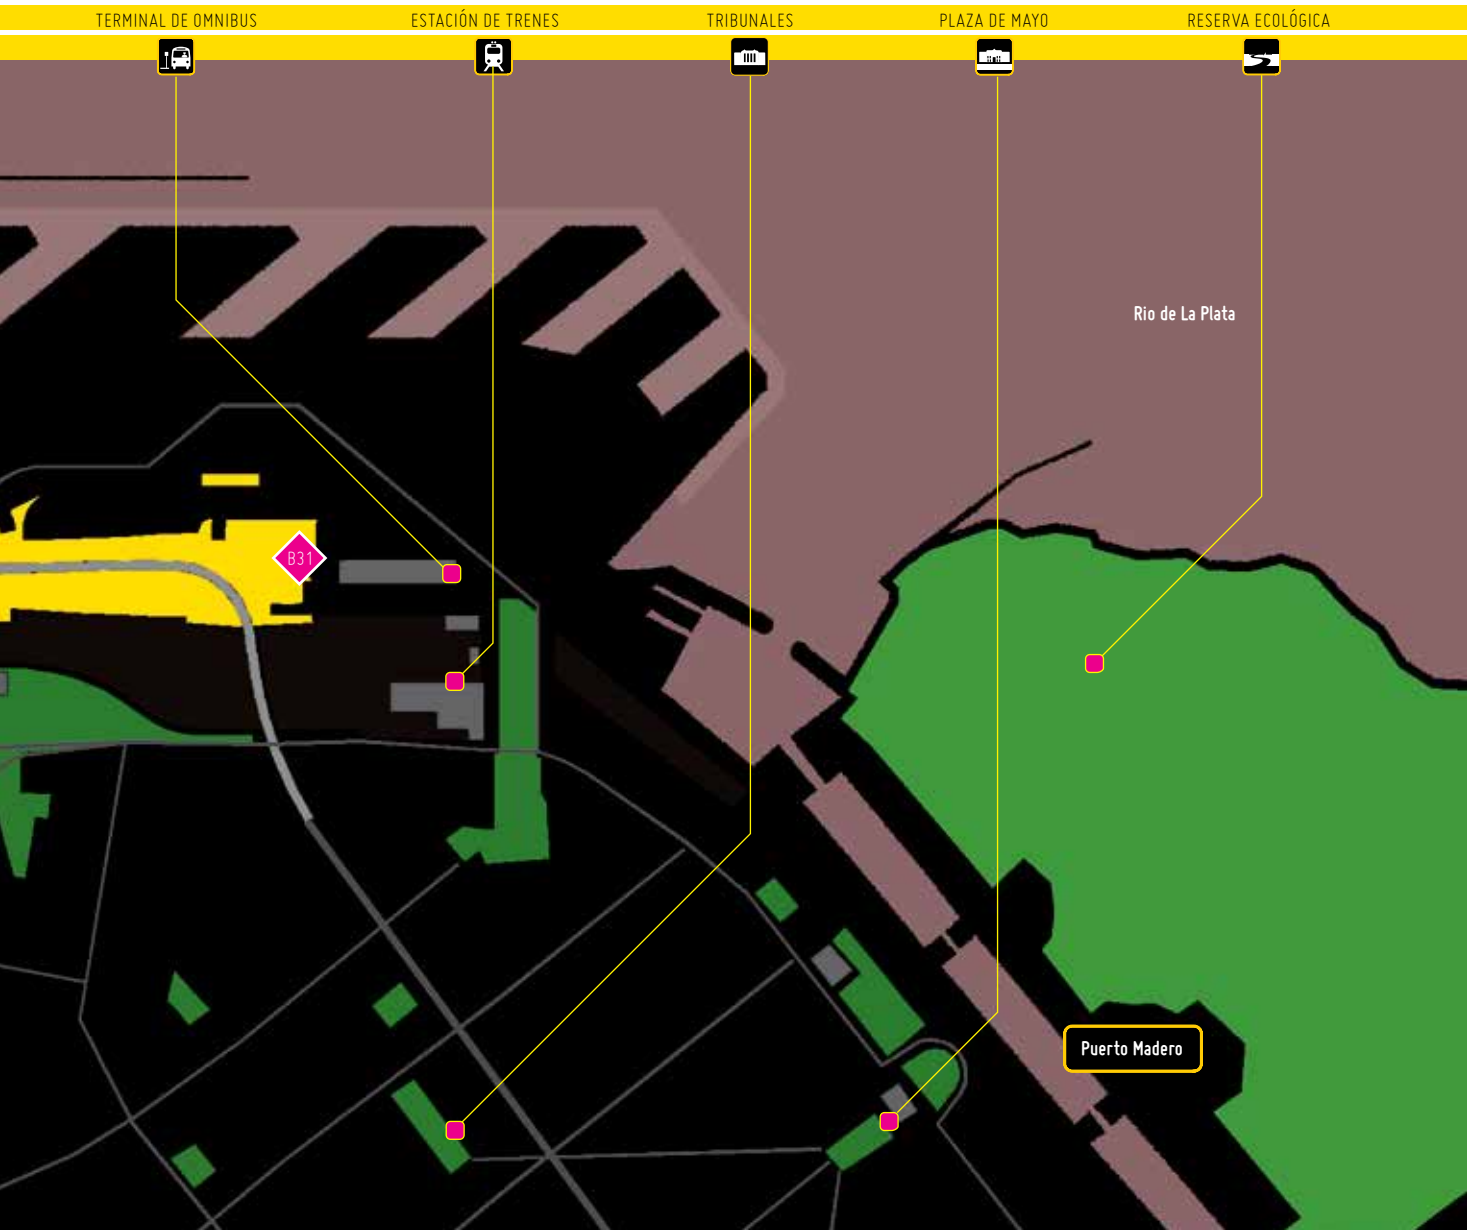 TERMINAL DE OMNIBUS
ESTACIÓN DE TRENES
TRIBUNALES
PLAZA DE MAYO
RESERVA ECOLÓGICA
Rio de La Plata
B31
Puerto Madero